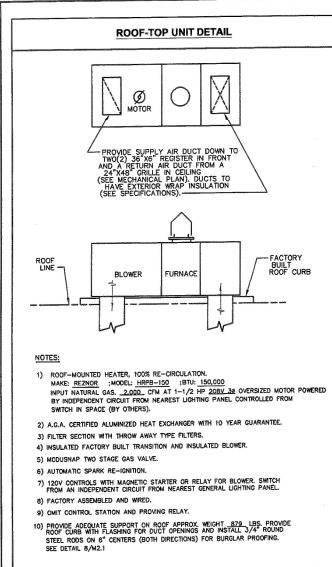 ROOF-TOP UNIT DETAIL
MOTOR
PROVIDE SUPPLY AIR DUCT DOWN TO
TWO(2) 36"X6" REGISTER IN FRONT
AND A RETURN AIR DUCT FROM A
24"X48" GRILLE IN CEILING
(SEE MECHANICAL PLAN). DUCTS TO
HAVE EXTERIOR WRAP INSULATION
(SEE SPECIFICATIONS).
ROOF
LINE
BLOWER
FURNACE
FACTORY
BUILT
ROOF CURB
NOTES:
1) ROOF-MOUNTED HEATER, 100% RE-CIRCULATION.
MAKE: REZNOR ;MODEL: HRPB-150 ;BTU: 150,000
INPUT NATURAL GAS. 2,000 CFM AT 1-1/2 HP 208V 3ø OVERSIZED MOTOR POWERED
BY INDEPENDENT CIRCUIT FROM NEAREST LIGHTING PANEL CONTROLLED FROM
SWITCH IN SPACE (BY OTHERS).
2) A.G.A. CERTIFIED ALUMINIZED HEAT EXCHANGER WITH 10 YEAR GUARANTEE.
3) FILTER SECTION WITH THROW AWAY TYPE FILTERS.
4) INSULATED FACTORY BUILT TRANSITION AND INSULATED BLOWER.
5) MODUSNAP TWO STAGE GAS VALVE.
6) AUTOMATIC SPARK RE-IGNITION.
7) 120V CONTROLS WITH MAGNETIC STARTER OR RELAY FOR BLOWER. SWITCH
FROM AN INDEPENDENT CIRCUIT FROM NEAREST GENERAL LIGHTING PANEL.
8) FACTORY ASSEMBLED AND WIRED.
9) OMIT CONTROL STATION AND PROVING RELAY.
10) PROVIDE ADEQUATE SUPPORT ON ROOF APPROX. WEIGHT 879 LBS. PROVIDE
ROOF CURB WITH FLASHING FOR DUCT OPENINGS AND INSTALL 3/4" ROUND
STEEL RODS ON 6" CENTERS (BOTH DIRECTIONS) FOR BURGLAR PROOFING.
SEE DETAIL 8/M2.1